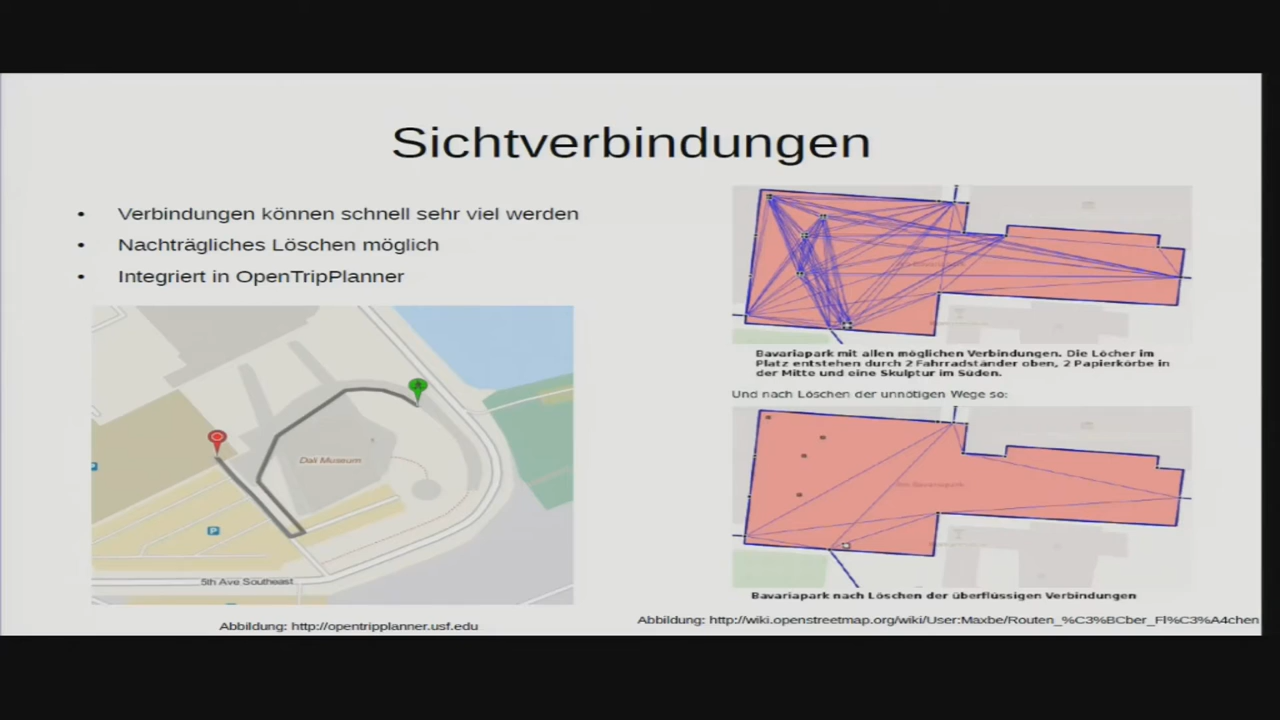 Sichtverbindungen
• Verbindungen können schnell sehr viel werden
• Nachträgliches Löschen möglich
• Integriert in OpenTripPlanner
Dali Museum
P
5th Ave Southeast
Abbildung: http://opentripplanner.usf.edu
Bavariapark mit allen möglichen Verbindungen. Die Löcher im
Platz entstehen durch 2 Fahrradständer oben, 2 Papierkörbe in
der Mitte und eine Skulptur im Süden.
Und nach Löschen der unnötigen Wege so:
Am Bavariapark
Bavariapark nach Löschen der überflüssigen Verbindungen
Abbildung: http://wiki.openstreetmap.org/wiki/User:Maxbe/Routen_%C3%BCber_Fl%C3%A4chen